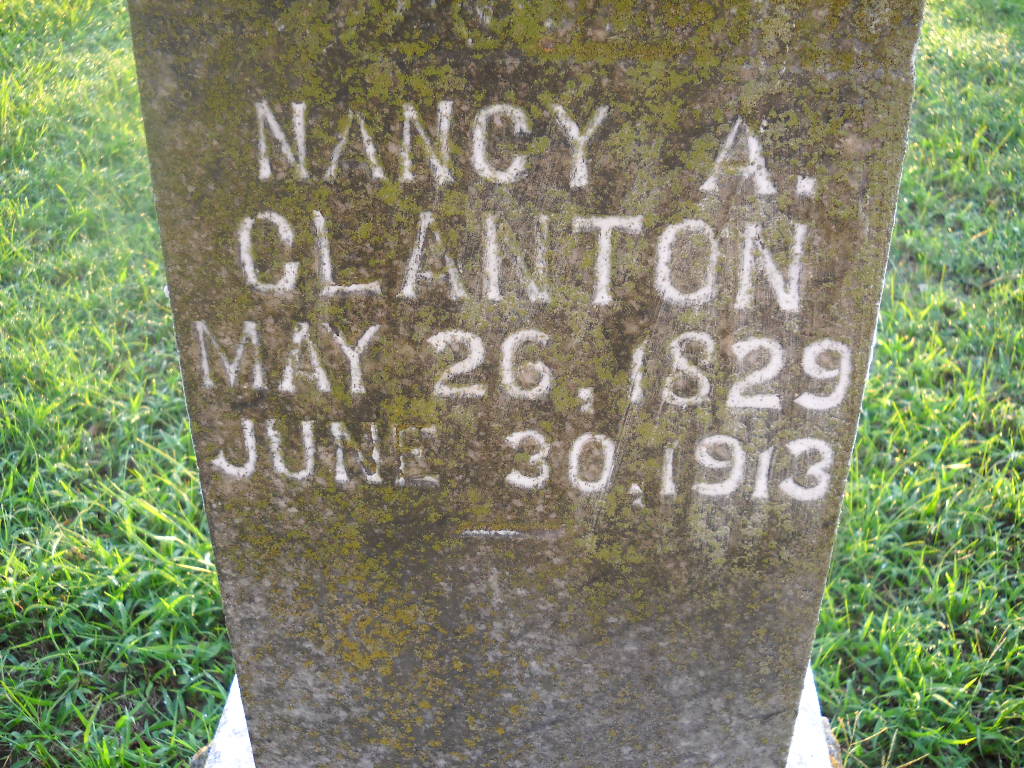 NANCY A.
CLANTON
MAY 26, 1829
JUNE 30, 1913